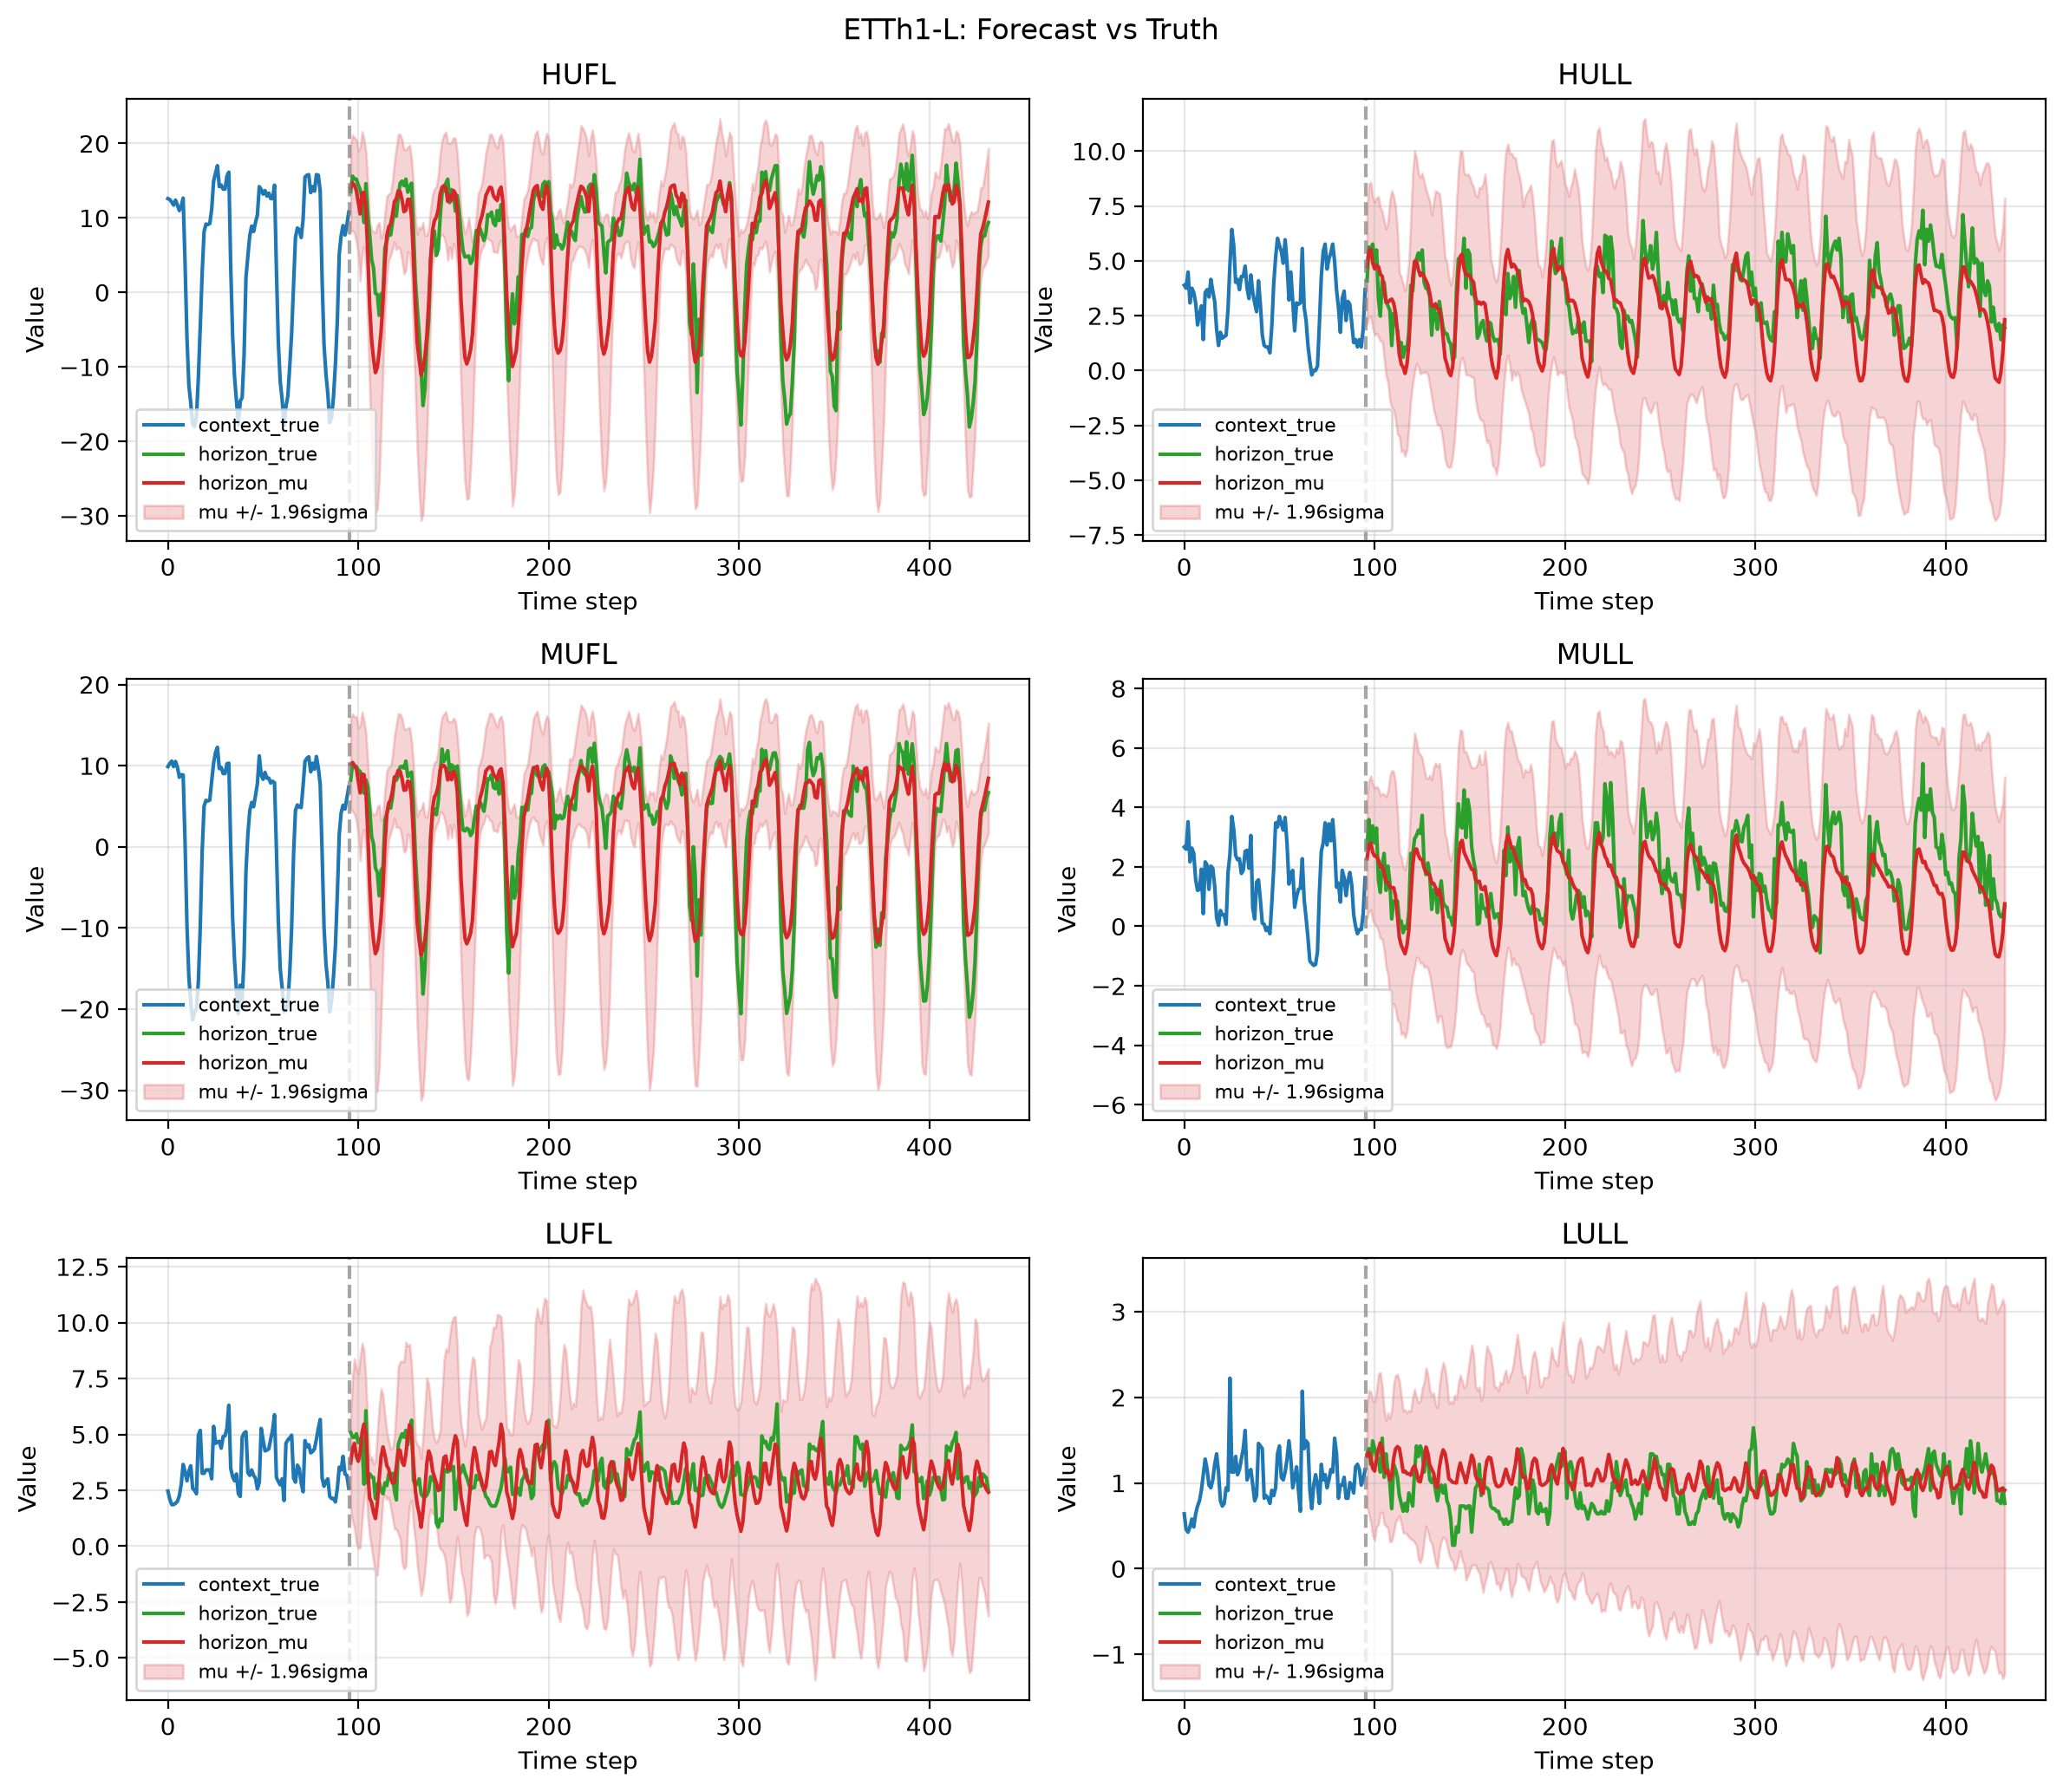 ETTh1-L: Forecast vs Truth
HUFL
Value
20
10
0
−10
−20
−30
context_true
horizon_true
horizon_mu
mu +/- 1.96sigma
0 100 200 300 400
Time step
HULL
Value
10.0
7.5
5.0
2.5
0.0
−2.5
−5.0
−7.5
context_true
horizon_true
horizon_mu
mu +/- 1.96sigma
0 100 200 300 400
Time step
MUFL
Value
20
10
0
−10
−20
−30
context_true
horizon_true
horizon_mu
mu +/- 1.96sigma
0 100 200 300 400
Time step
MULL
Value
8
6
4
2
0
−2
−4
−6
context_true
horizon_true
horizon_mu
mu +/- 1.96sigma
0 100 200 300 400
Time step
LUFL
Value
12.5
10.0
7.5
5.0
2.5
0.0
−2.5
−5.0
context_true
horizon_true
horizon_mu
mu +/- 1.96sigma
0 100 200 300 400
Time step
LULL
Value
3
2
1
0
−1
context_true
horizon_true
horizon_mu
mu +/- 1.96sigma
0 100 200 300 400
Time step